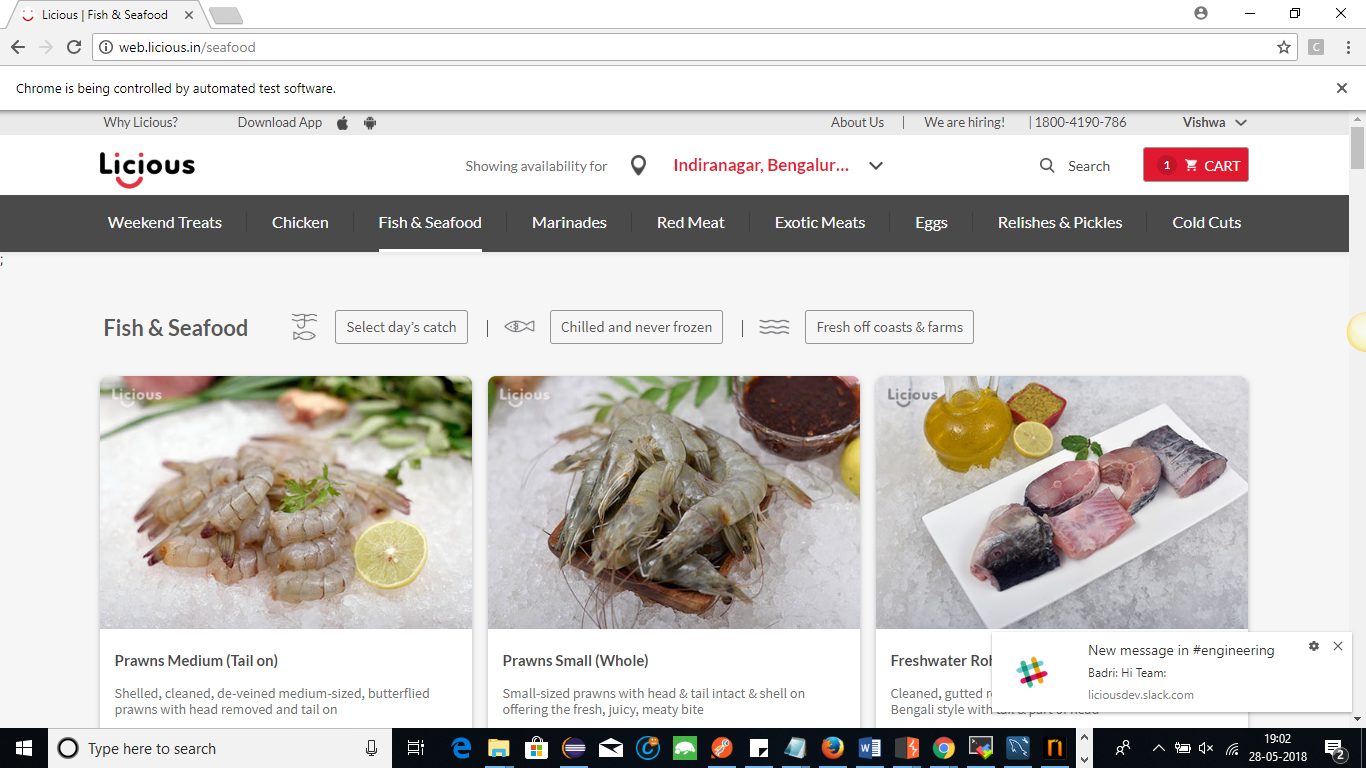 Licious | Fish & Seafood
web.licious.in/seafood
C
Chrome is being controlled by automated test software.
Why Licious? Download App About Us | We are hiring! | 1800-4190-786 Vishwa
Licious Showing availability for Indiranagar, Bengalur... Search 1 CART
Weekend Treats Chicken Fish & Seafood Marinades Red Meat Exotic Meats Eggs Relishes & Pickles Cold Cuts
;
Fish & Seafood Select day's catch | Chilled and never frozen | Fresh off coasts & farms
Licious Licious Licious
Prawns Medium (Tail on)
Shelled, cleaned, de-veined medium-sized, butterflied
prawns with head removed and tail on
Prawns Small (Whole)
Small-sized prawns with head & tail intact & shell on
offering the fresh, juicy, meaty bite
Freshwater
Cleaned, gutted
Bengali style with tail & part of head
New message in #engineering
Badri: Hi Team:
liciousdev.slack.com
Type here to search
19:02
28-05-2018
2